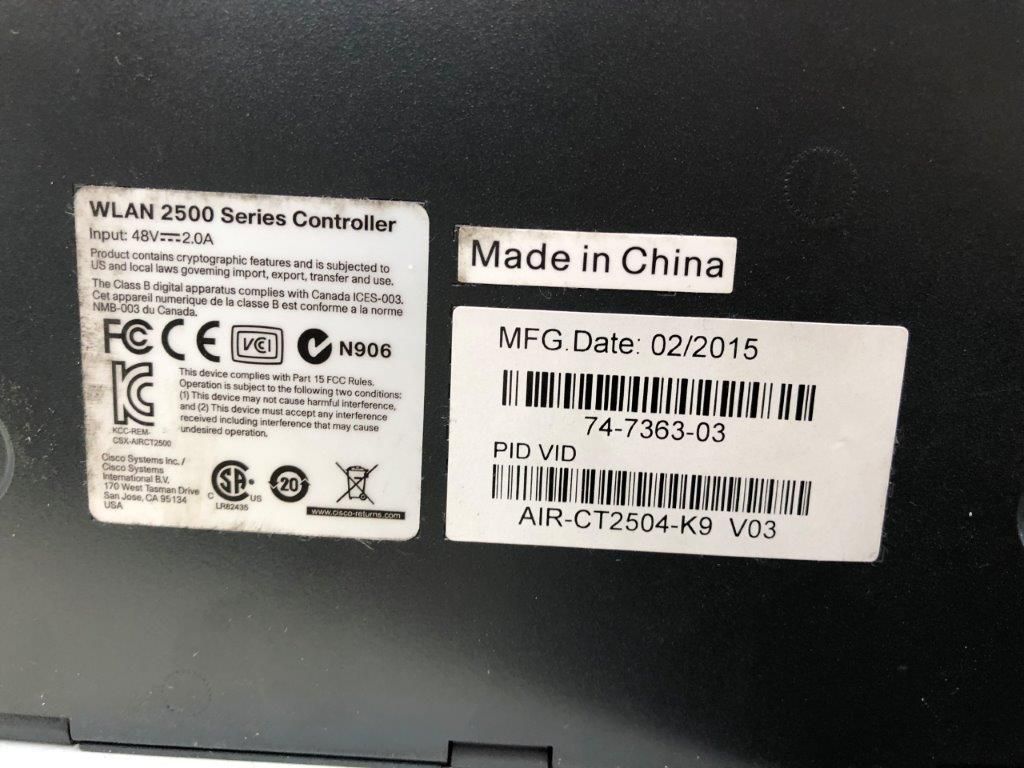 WLAN 2500 Series Controller
Input: 48V⎓2.0A
Product contains cryptographic features and is subjected to
US and local laws governing import, export, transfer and use.
The Class B digital apparatus complies with Canada ICES-003.
Cet appareil numerique de la classe B est conforme a la norme
NMB-003 du Canada.
FC CE VCI N906
KCC-REM-
CSX-AIRCT2500
This device complies with Part 15 FCC Rules.
Operation is subject to the following two conditions:
(1) This device may not cause harmful interference,
and (2) This device must accept any interference
received including interference that may cause
undesired operation.
Cisco Systems Inc. /
Cisco Systems
International B.V.
170 West Tasman Drive
San Jose, CA 95134
USA
C SA US
LR82435
20
www.cisco-returns.com
Made in China
MFG.Date: 02/2015
74-7363-03
PID VID
AIR-CT2504-K9 V03